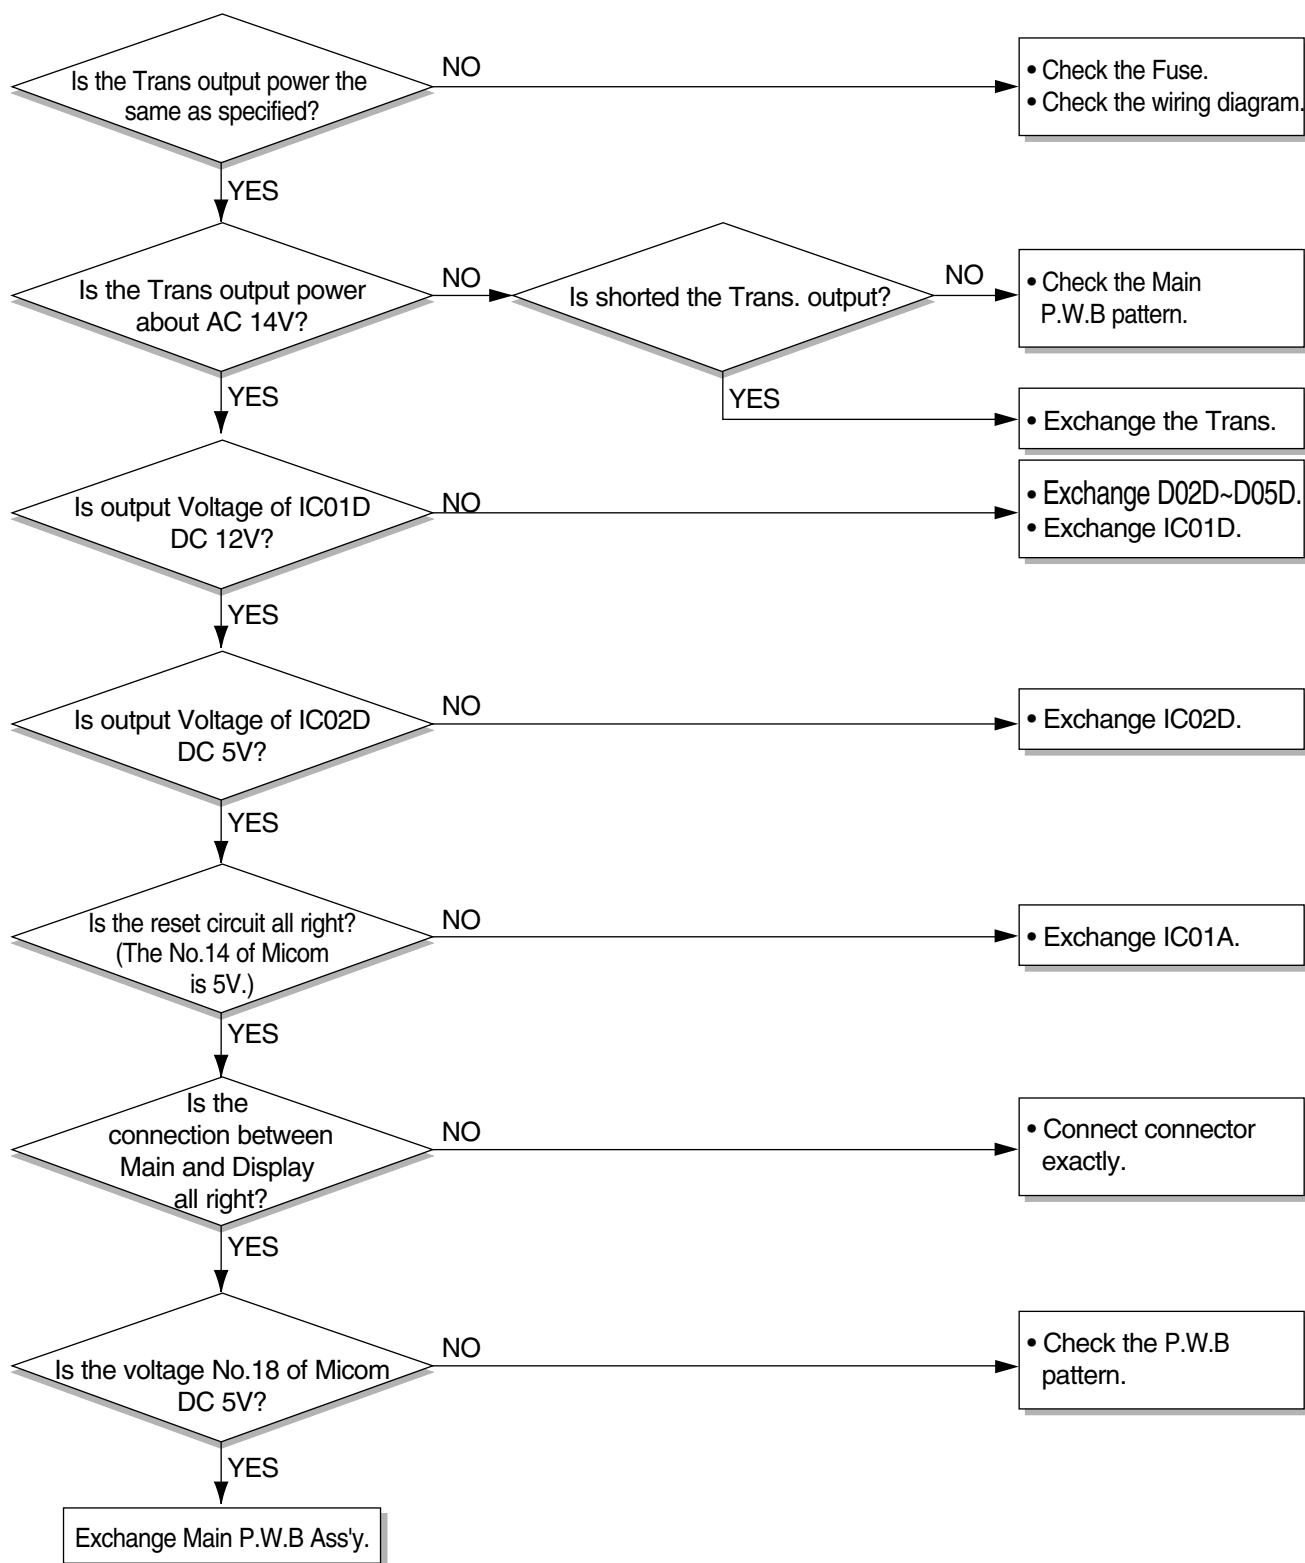 Is the Trans output power the
same as specified?
NO
• Check the Fuse.
• Check the wiring diagram.
YES
Is the Trans output power
about AC 14V?
NO
Is shorted the Trans. output?
NO
• Check the Main
P.W.B pattern.
YES
• Exchange the Trans.
YES
Is output Voltage of IC01D
DC 12V?
NO
• Exchange D02D~D05D.
• Exchange IC01D.
YES
Is output Voltage of IC02D
DC 5V?
NO
• Exchange IC02D.
YES
Is the reset circuit all right?
(The No.14 of Micom
is 5V.)
NO
• Exchange IC01A.
YES
Is the
connection between
Main and Display
all right?
NO
• Connect connector
exactly.
YES
Is the voltage No.18 of Micom
DC 5V?
NO
• Check the P.W.B
pattern.
YES
Exchange Main P.W.B Ass'y.